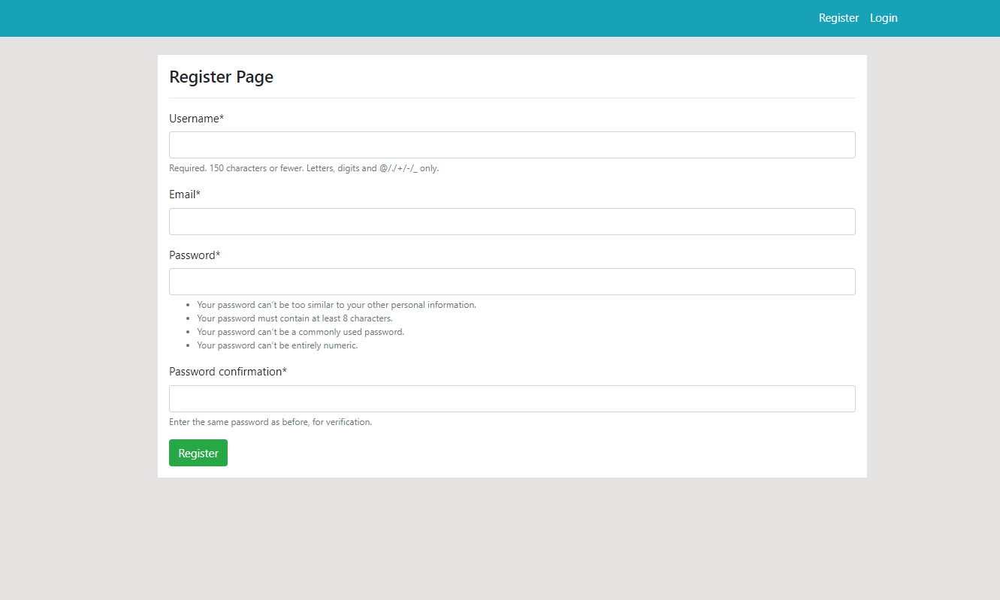 Register Login
Register Page
Username*
Required. 150 characters or fewer. Letters, digits and @/./+/-/_ only.
Email*
Password*
Your password can’t be too similar to your other personal information.
Your password must contain at least 8 characters.
Your password can’t be a commonly used password.
Your password can’t be entirely numeric.
Password confirmation*
Enter the same password as before, for verification.
Register